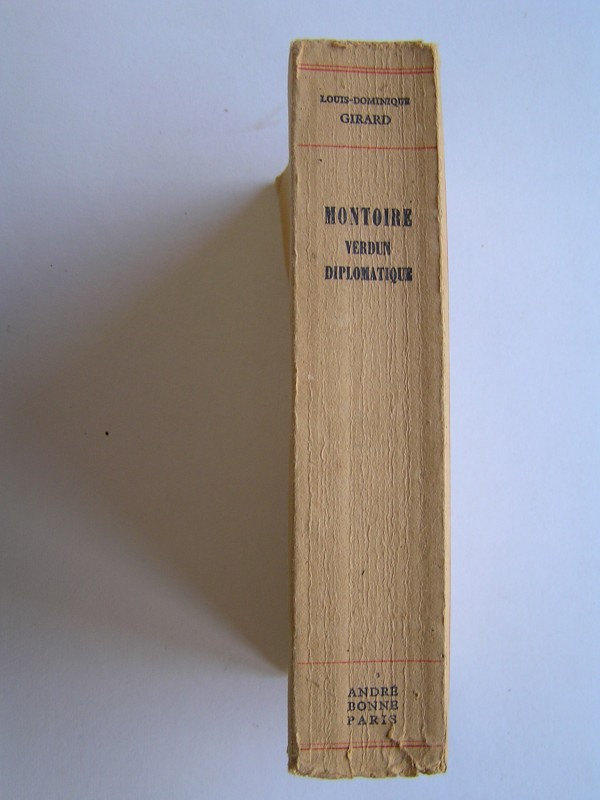 LOUIS-DOMINIQUE
GIRARD
MONTOIRE
VERDUN
DIPLOMATIQUE
ANDRÉ
BONNE
PARIS